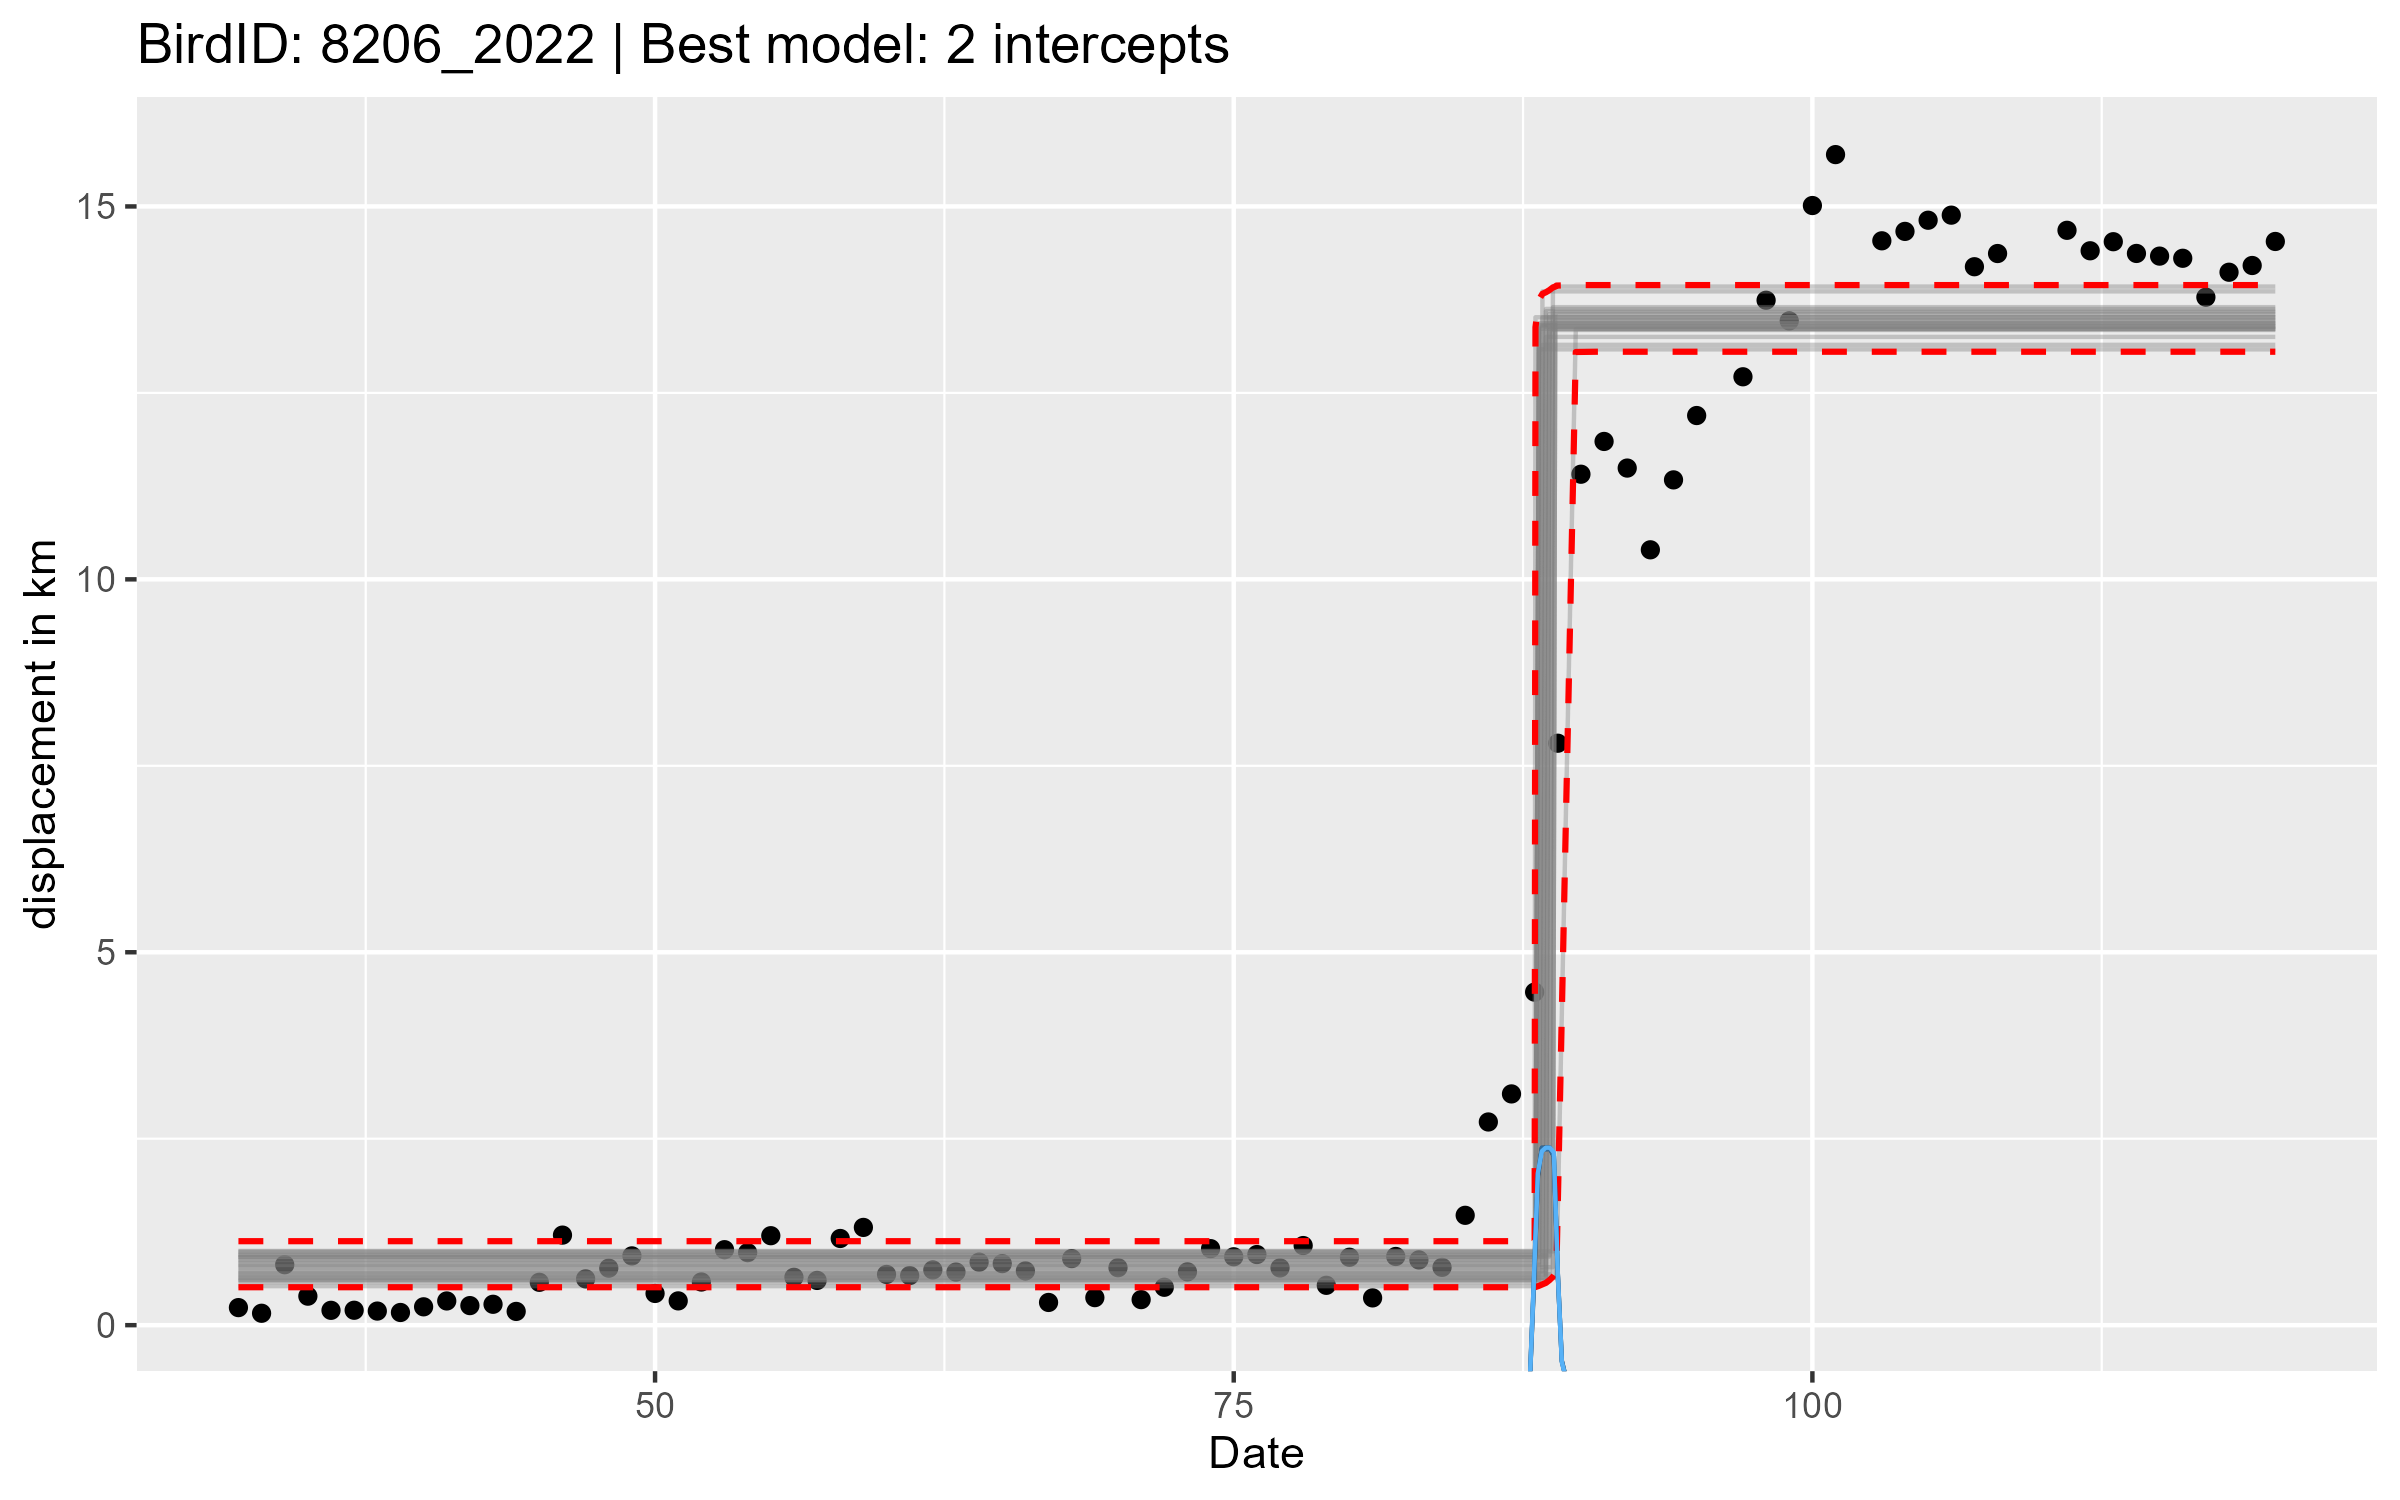 BirdID: 8206_2022 | Best model: 2 intercepts
15
10
5
0
displacement in km
50 75 100
Date